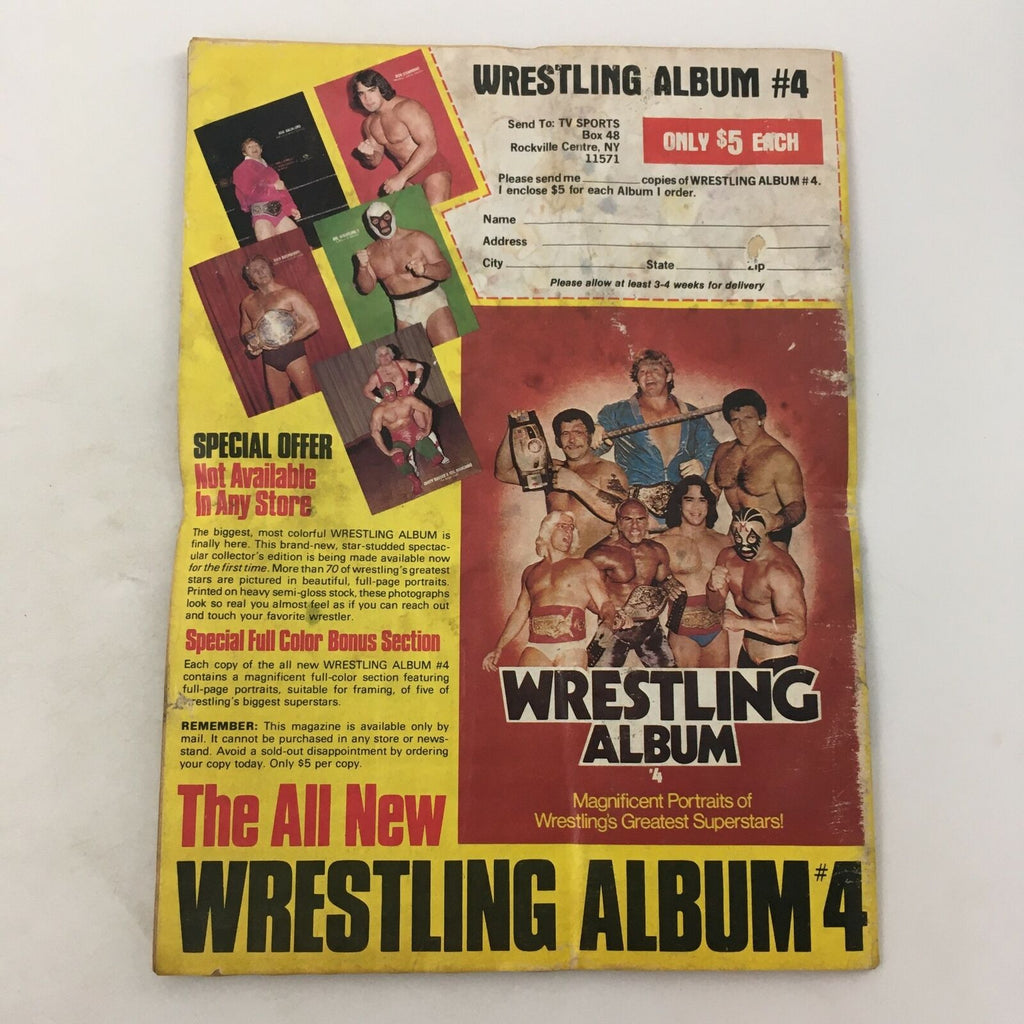 WRESTLING ALBUM #4
Send To: TV SPORTS
Box 48
Rockville Centre, NY
11571
ONLY $5 EACH
Please send me copies of WRESTLING ALBUM #4.
I enclose $5 for each Album I order.
Name
Address
City State Zip
Please allow at least 3-4 weeks for delivery
SPECIAL OFFER
Not Available
In Any Store
The biggest, most colorful WRESTLING ALBUM is
finally here. This brand-new, star-studded spectac-
ular collector's edition is being made available now
for the first time. More than 70 of wrestling's greatest
stars are pictured in beautiful, full-page portraits.
Printed on heavy semi-gloss stock, these photographs
look so real you almost feel as if you can reach out
and touch your favorite wrestler.
Special Full Color Bonus Section
Each copy of the all new WRESTLING ALBUM #4
contains a magnificent full-color section featuring
full-page portraits, suitable for framing, of five of
wrestling's biggest superstars.
REMEMBER: This magazine is available only by
mail. It cannot be purchased in any store or news-
stand. Avoid a sold-out disappointment by ordering
your copy today. Only $5 per copy.
WRESTLING
ALBUM
'4
Magnificent Portraits of
Wrestling's Greatest Superstars!
The All New
WRESTLING ALBUM #4